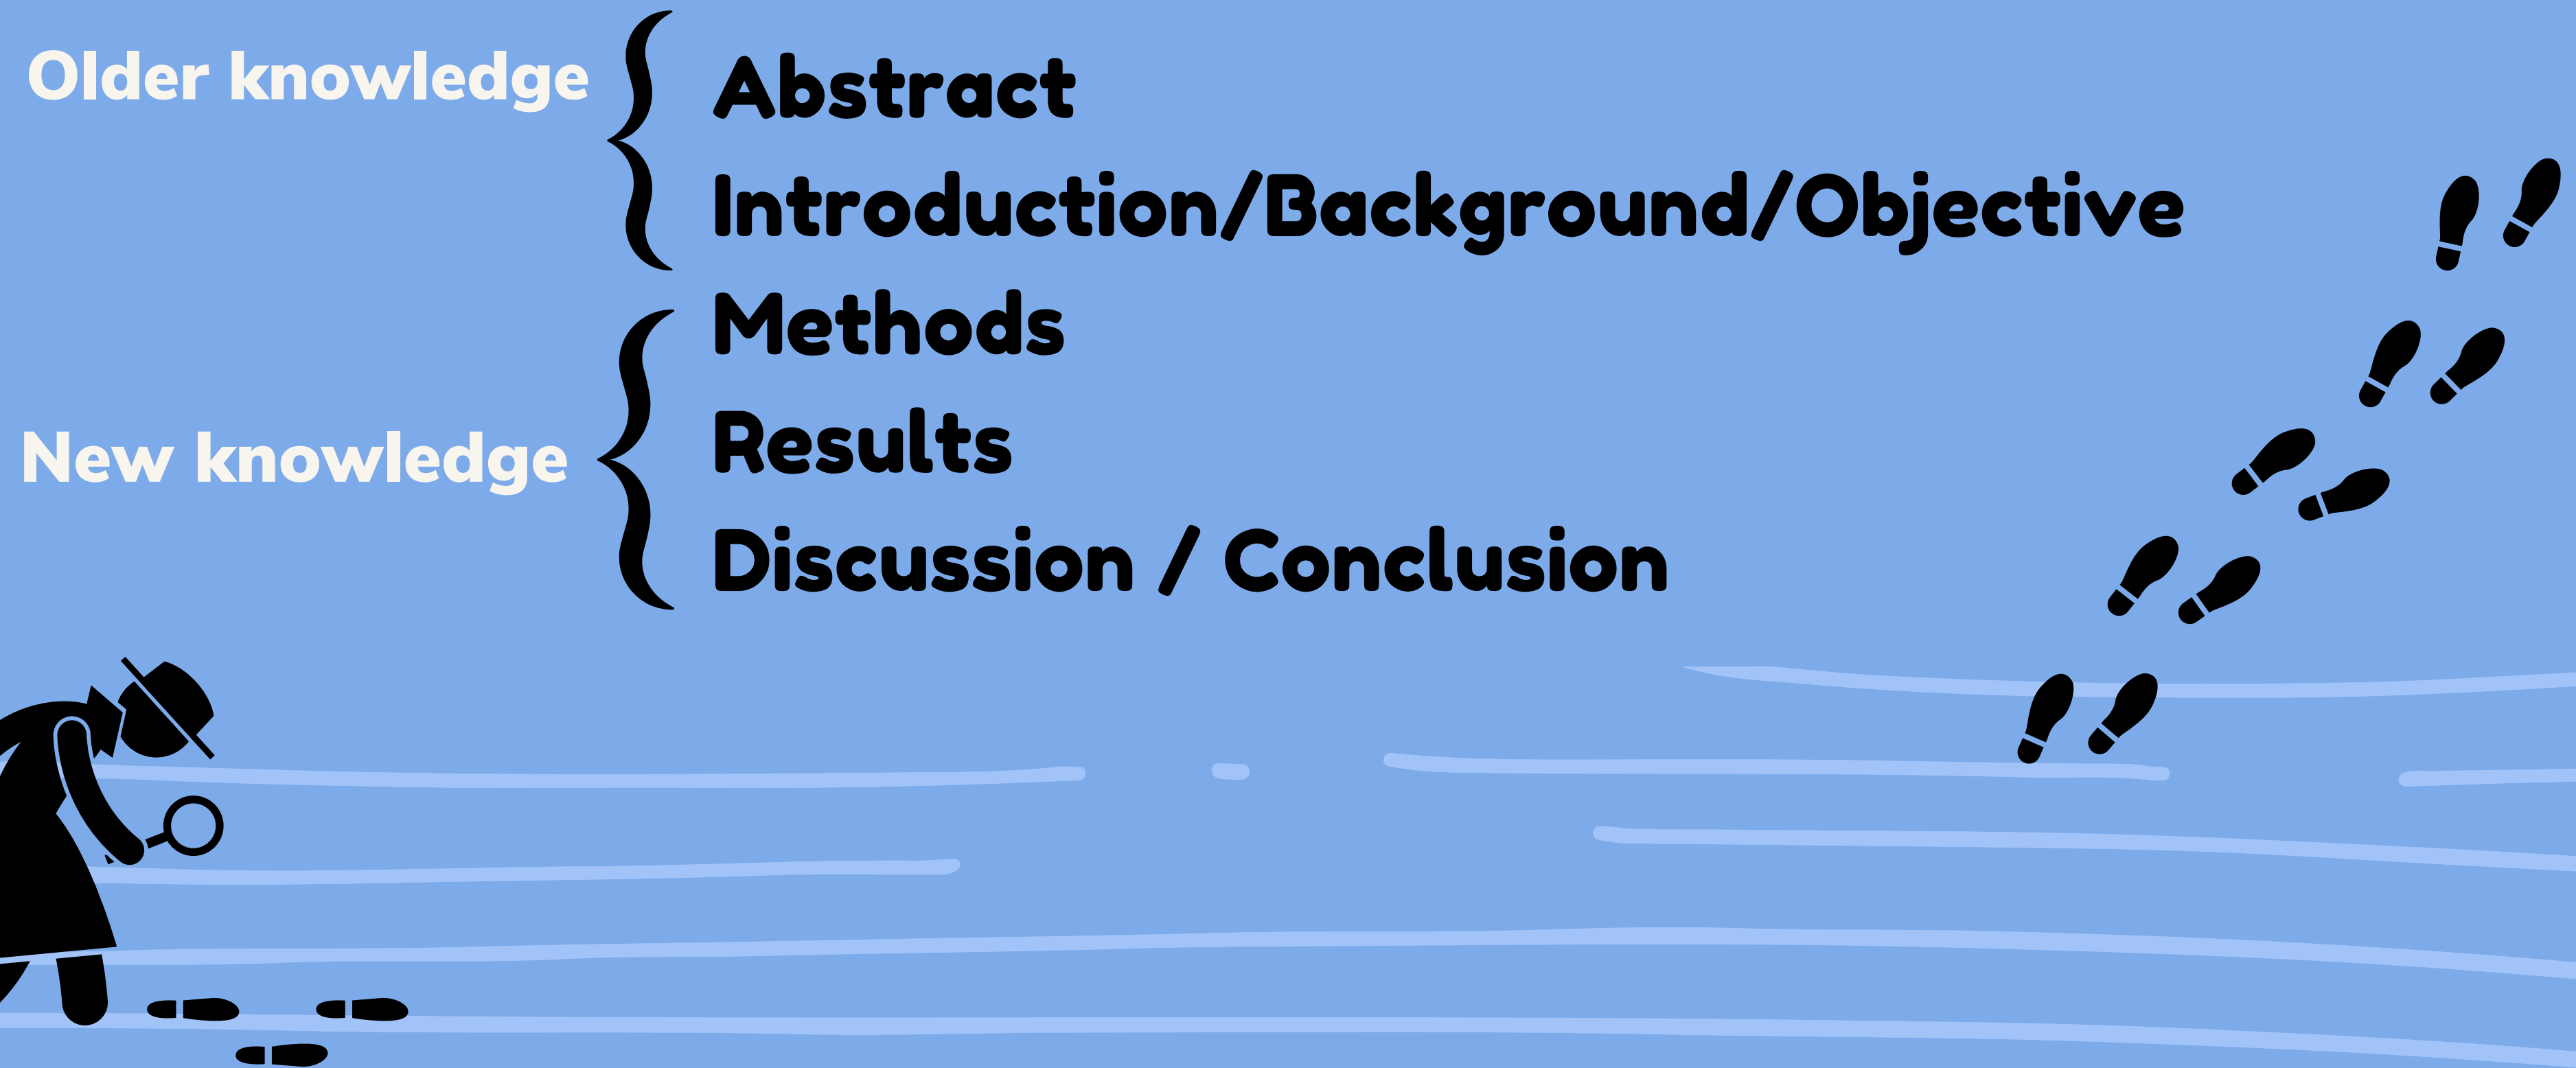 Older knowledge
Abstract
Introduction/Background/Objective
Methods
New knowledge
Results
Discussion / Conclusion